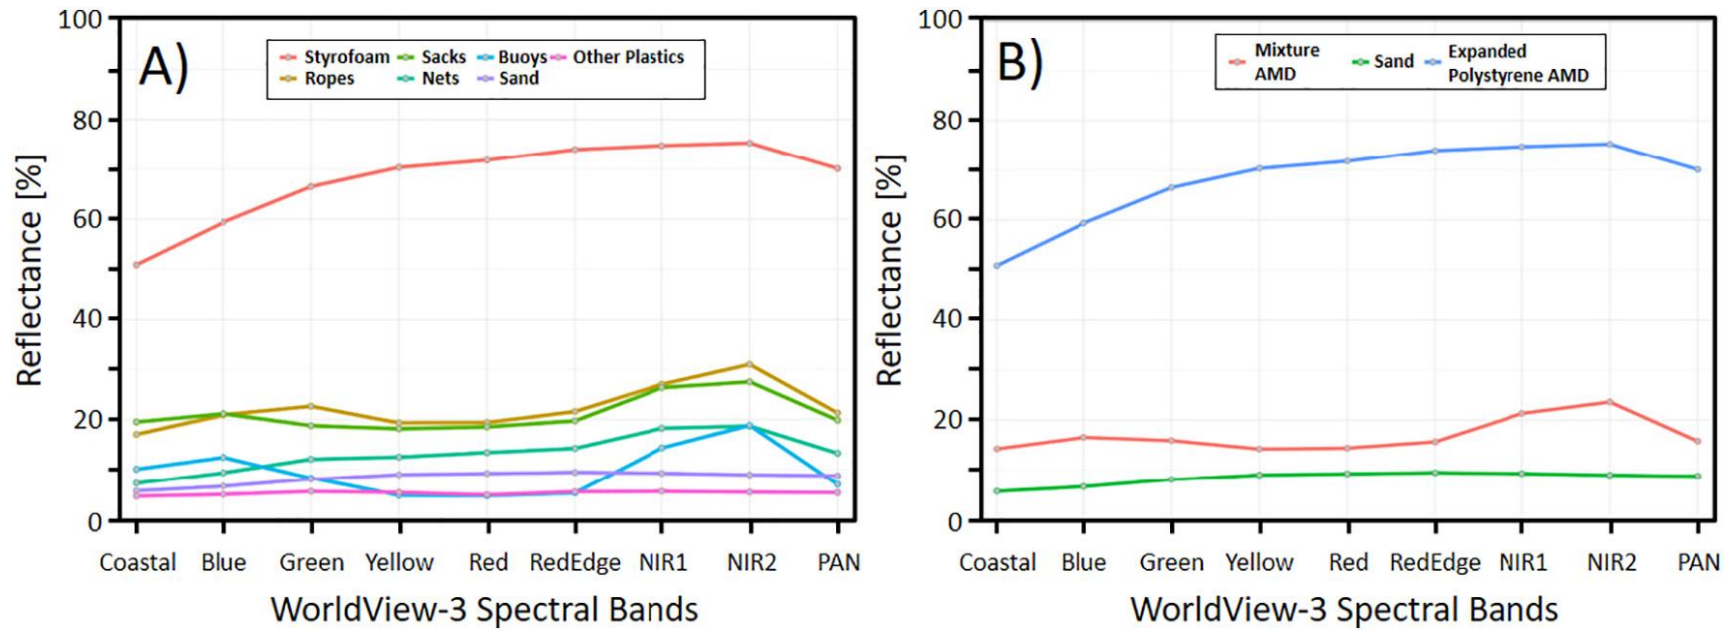 A)
Styrofoam Sacks Buoys Other Plastics
Ropes Nets Sand
Reflectance [%]
100
80
60
40
20
0
Coastal Blue Green Yellow Red RedEdge NIR1 NIR2 PAN
WorldView-3 Spectral Bands
B)
Mixture AMD
Sand
Expanded
Polystyrene AMD
Reflectance [%]
100
80
60
40
20
0
Coastal Blue Green Yellow Red RedEdge NIR1 NIR2 PAN
WorldView-3 Spectral Bands